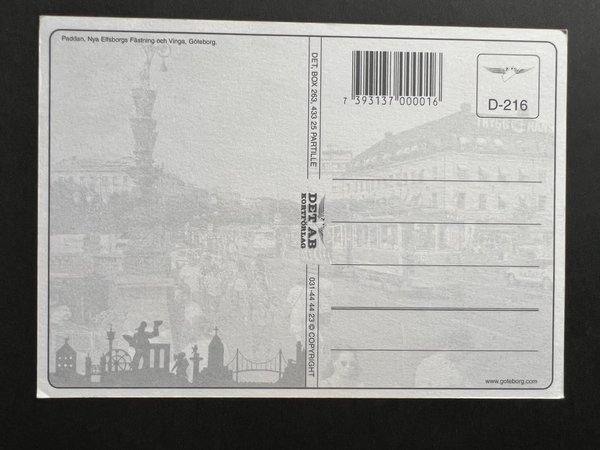 Paddan, Nya Elfsborgs Fästning och Vinga, Göteborg.
DET, BOX 263, 433 25 PARTILLE
DET AB
KORTFÖRLAG
031-44 44 23 © COPYRIGHT
7 393137 000016
D-216
www.goteborg.com